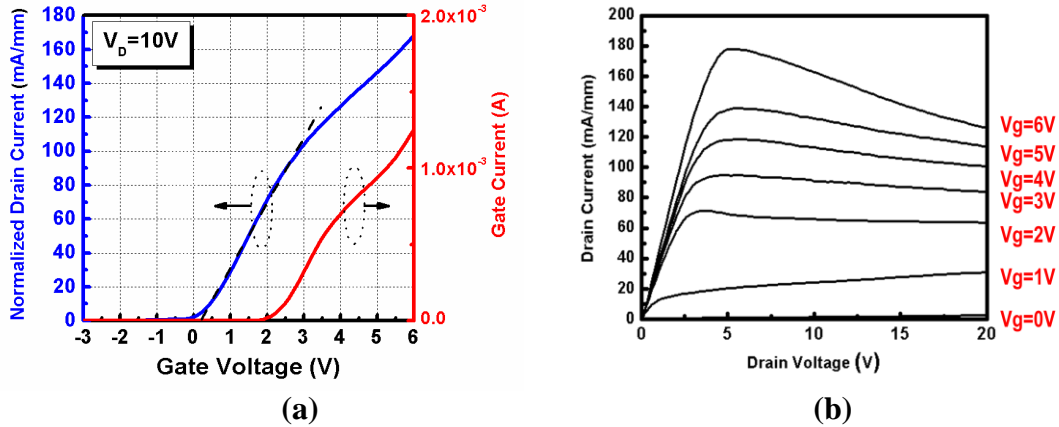 180
160
140
120
100
80
60
40
20
0
Normalized Drain Current (mA/mm)
V_D=10V
-3 -2 -1 0 1 2 3 4 5 6
Gate Voltage (V)
2.0x10⁻³
1.0x10⁻³
0.0
Gate Current (A)
(a)
200
180
160
140
120
100
80
60
40
20
0
Drain Current (mA/mm)
0 5 10 15 20
Drain Voltage (V)
Vg=6V
Vg=5V
Vg=4V
Vg=3V
Vg=2V
Vg=1V
Vg=0V
(b)